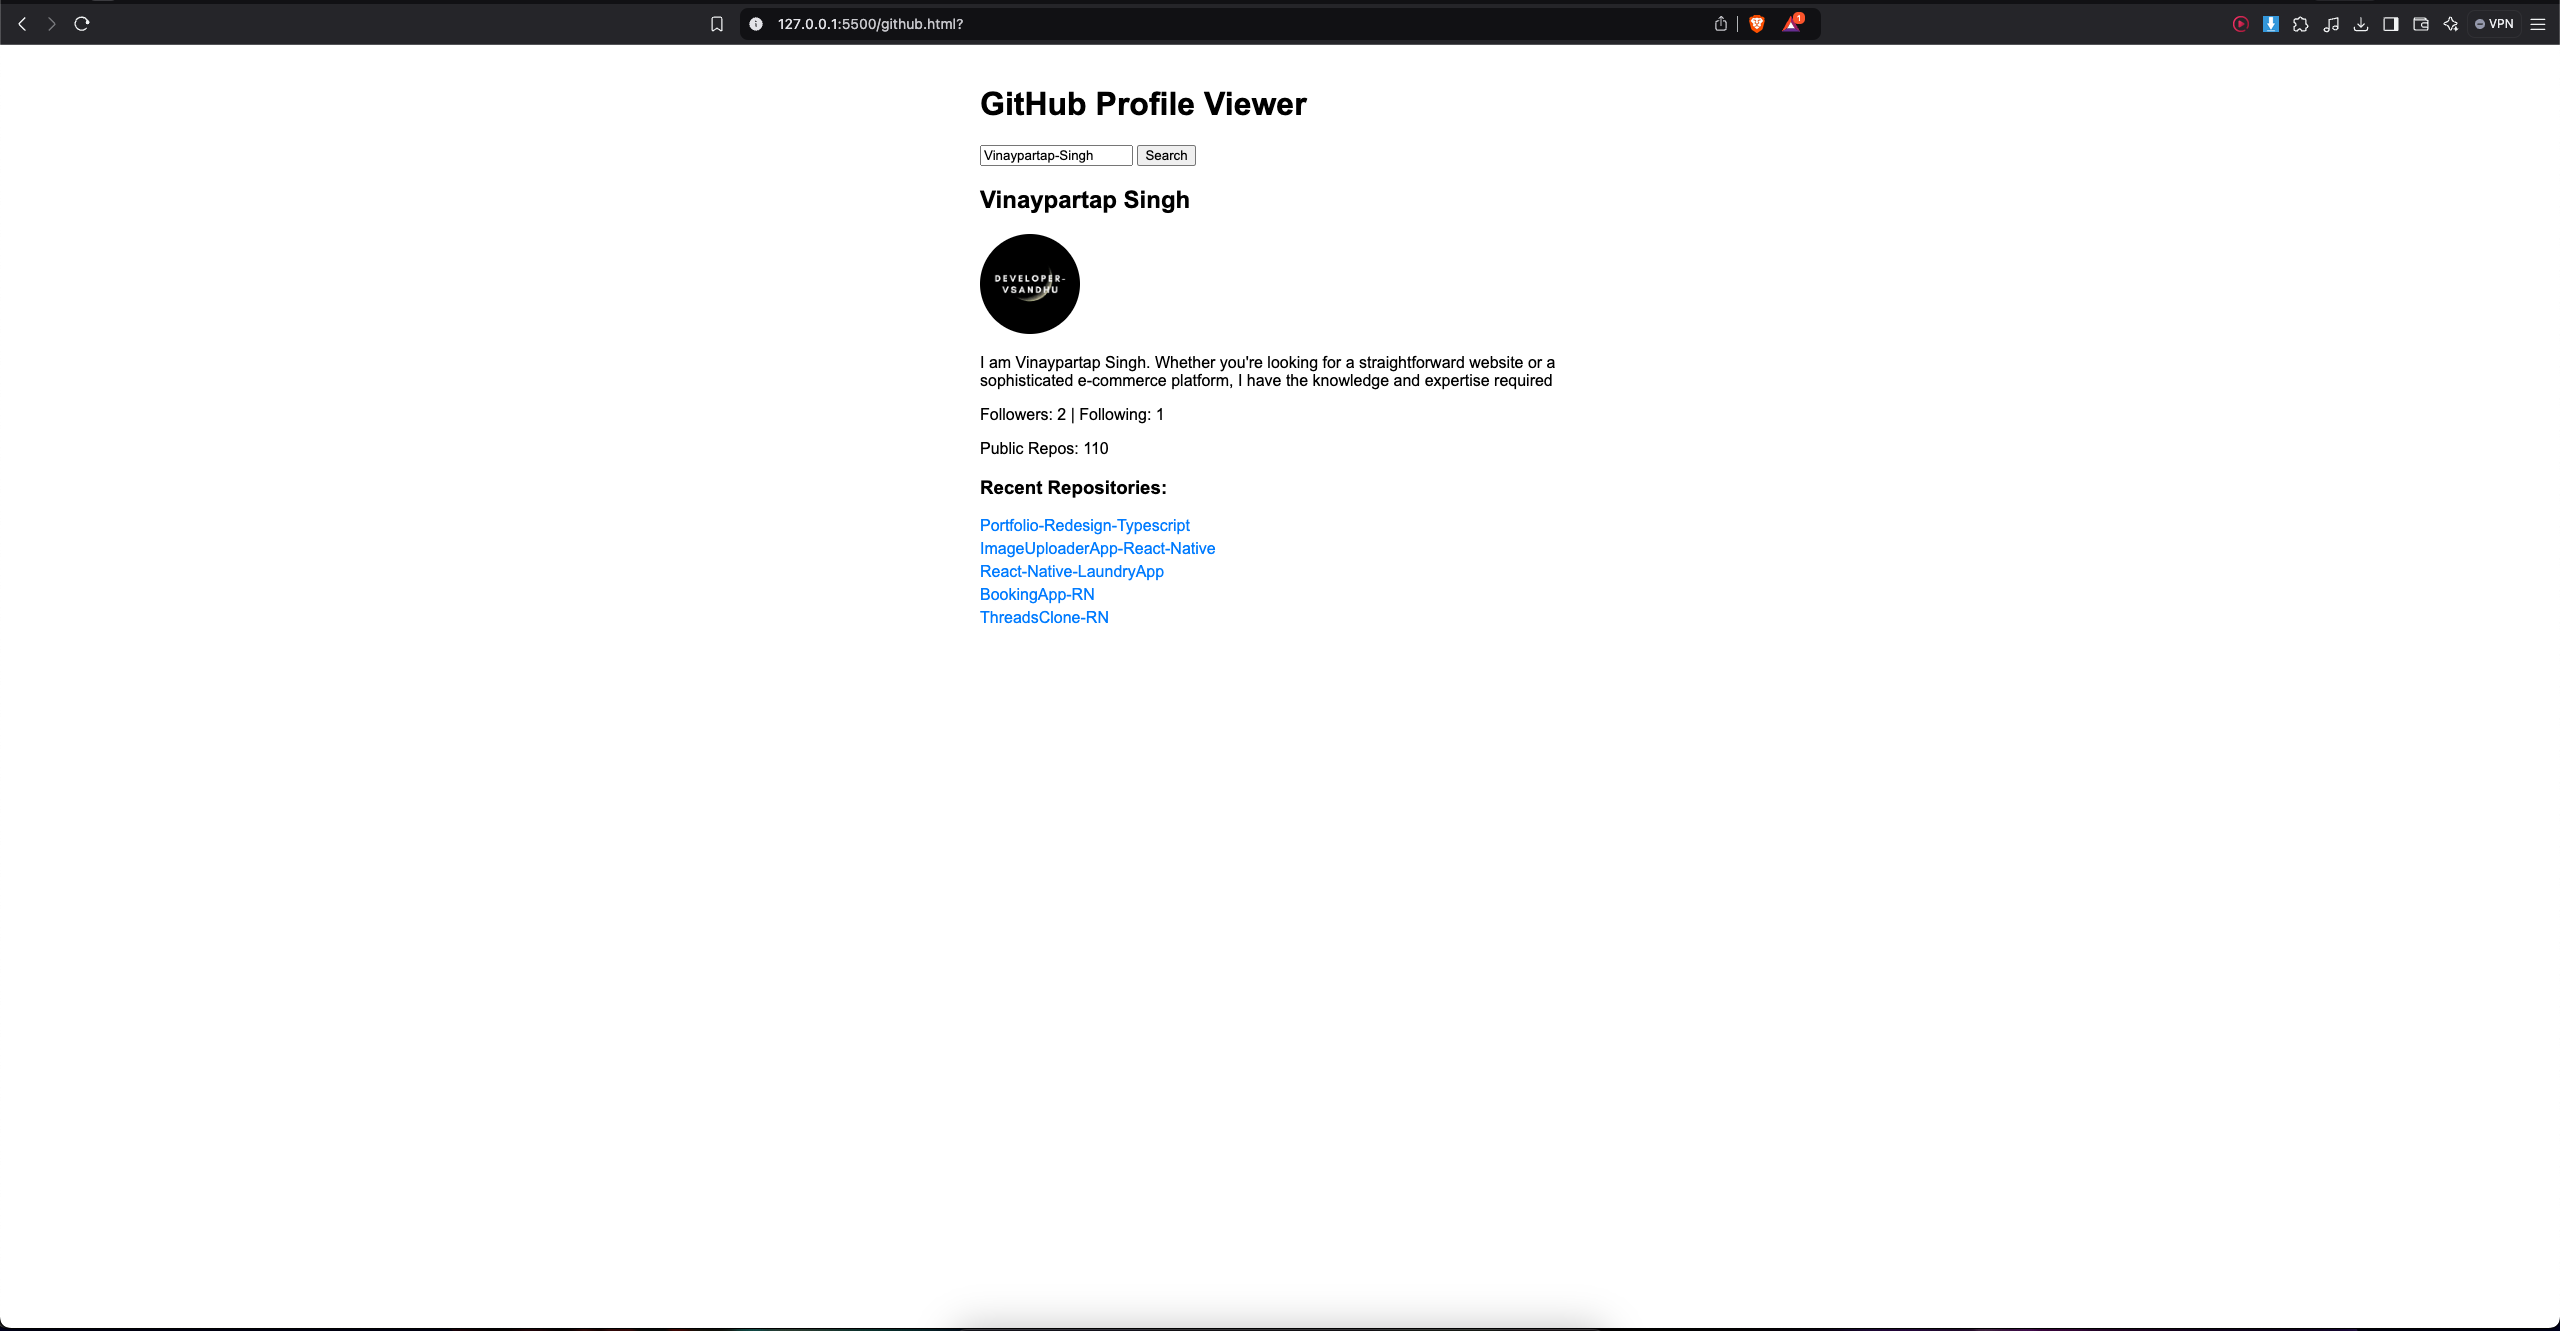 127.0.0.1:5500/github.html?
1
VPN
GitHub Profile Viewer
Vinaypartap-Singh Search
Vinaypartap Singh
DEVELOPER-
VSANDHU
I am Vinaypartap Singh. Whether you're looking for a straightforward website or a
sophisticated e-commerce platform, I have the knowledge and expertise required
Followers: 2 | Following: 1
Public Repos: 110
Recent Repositories:
Portfolio-Redesign-Typescript
ImageUploaderApp-React-Native
React-Native-LaundryApp
BookingApp-RN
ThreadsClone-RN